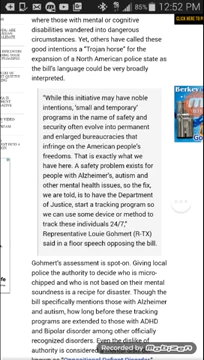 85% 12:52 PM
where those with mental or cognitive
disabilities wandered into dangerous
circumstances. Yet, others have called these
good intentions a "Trojan horse" for the
expansion of a North American police state as
the bill's language could be very broadly
interpreted.
"While this initiative may have noble
intentions, 'small and temporary'
programs in the name of safety and
security often evolve into permanent
and enlarged bureaucracies that
infringe on the American people's
freedoms. That is exactly what we
have here. A safety problem exists for
people with Alzheimer's, autism and
other mental health issues, so the fix,
we are told, is to have the Department
of Justice, start a tracking program so
we can use some device or method to
track these individuals 24/7,"
Representative Louie Gohmert (R-TX)
said in a floor speech opposing the bill.
Gohmert's assessment is spot-on. Giving local
police the authority to decide who is micro-
chipped and who is not based on their mental
soundness is a recipe for disaster. Though the
bill specifically mentions those with Alzheimer
and autism, how long before these tracking
programs are extended to those with ADHD
and Bipolar disorder among other officially
recognized disorders. Even the dislike of
authority is considered a
CLICK HERE TO
Berkey
Recorded by Mobizen